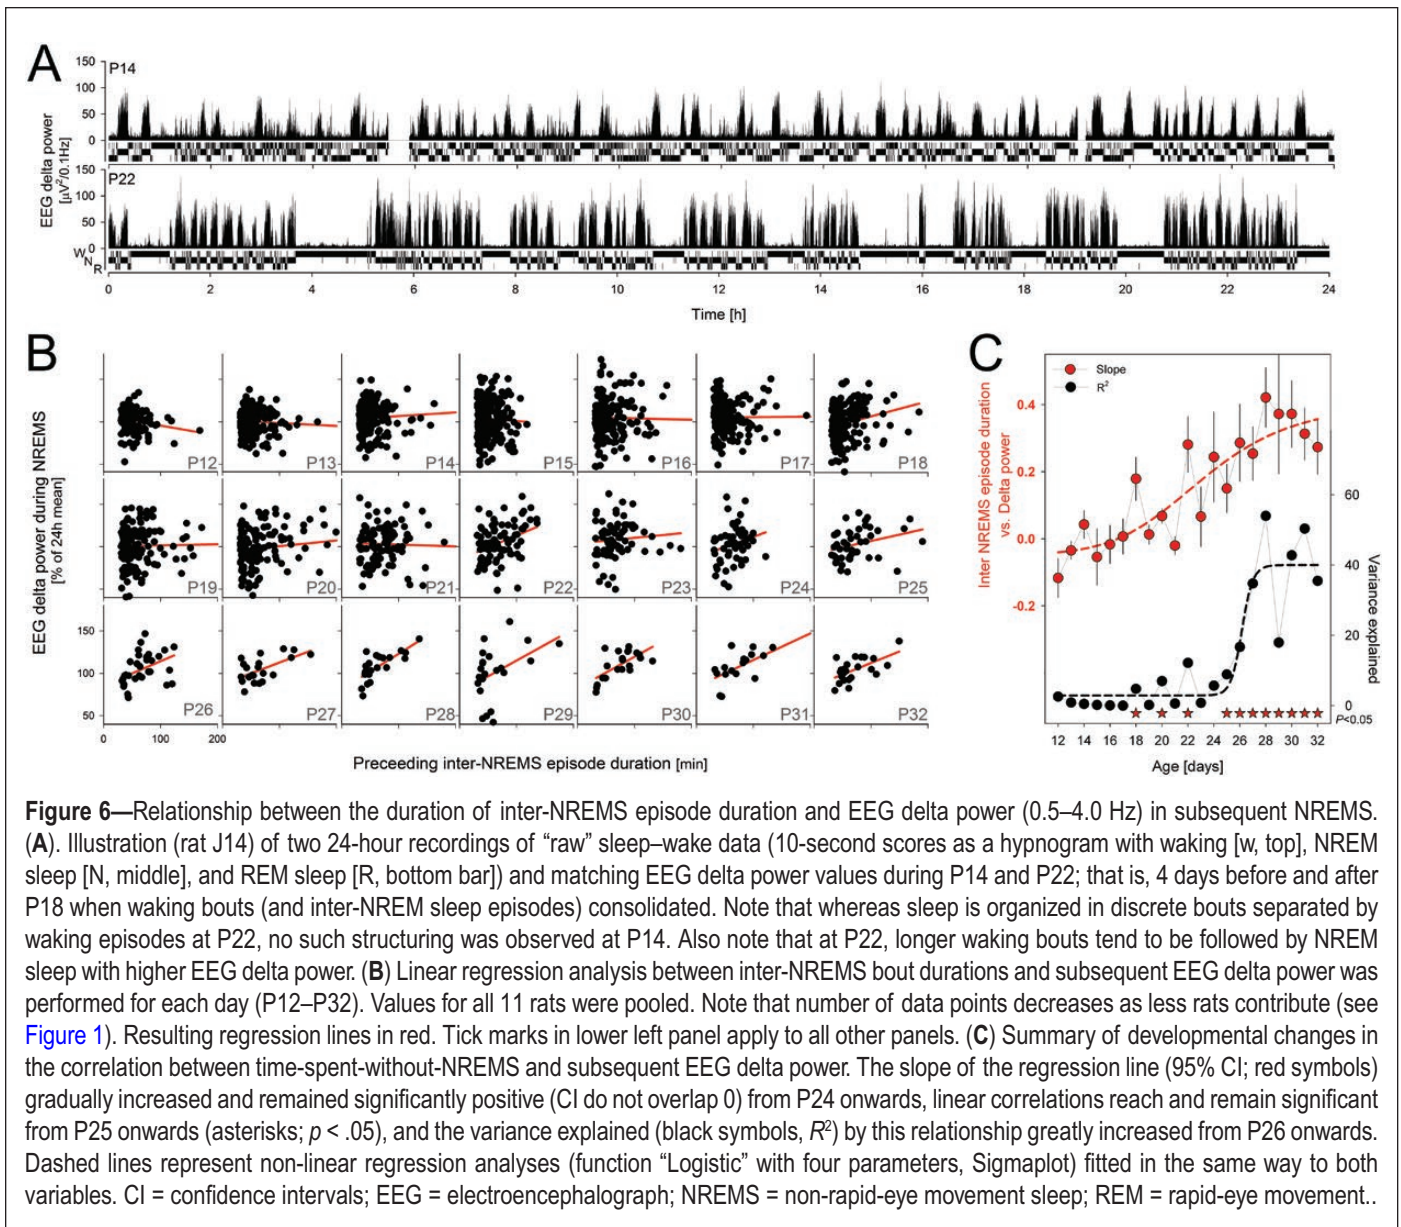 A
P14
150
100
50
0
EEG delta power
[µV²/0.1Hz]
P22
150
100
50
0
W
N
R
0 2 4 6 8 10 12 14 16 18 20 22 24
Time [h]
B
EEG delta power during NREMS
[% of 24h mean]
P12 P13 P14 P15 P16 P17 P18
P19 P20 P21 P22 P23 P24 P25
150
100
50
P26 P27 P28 P29 P30 P31 P32
0 100 200
Preceeding inter-NREMS episode duration [min]
C
Slope
R²
Inter NREMS episode duration
vs. Delta power
0.4
0.2
0.0
-0.2
60
40
20
0
P<0.05
Variance explained
12 14 16 18 20 22 24 26 28 30 32
Age [days]
Figure 6—Relationship between the duration of inter-NREMS episode duration and EEG delta power (0.5–4.0 Hz) in subsequent NREMS.
(A). Illustration (rat J14) of two 24-hour recordings of “raw” sleep–wake data (10-second scores as a hypnogram with waking [w, top], NREM
sleep [N, middle], and REM sleep [R, bottom bar]) and matching EEG delta power values during P14 and P22; that is, 4 days before and after
P18 when waking bouts (and inter-NREM sleep episodes) consolidated. Note that whereas sleep is organized in discrete bouts separated by
waking episodes at P22, no such structuring was observed at P14. Also note that at P22, longer waking bouts tend to be followed by NREM
sleep with higher EEG delta power. (B) Linear regression analysis between inter-NREMS bout durations and subsequent EEG delta power was
performed for each day (P12–P32). Values for all 11 rats were pooled. Note that number of data points decreases as less rats contribute (see
Figure 1). Resulting regression lines in red. Tick marks in lower left panel apply to all other panels. (C) Summary of developmental changes in
the correlation between time-spent-without-NREMS and subsequent EEG delta power. The slope of the regression line (95% CI; red symbols)
gradually increased and remained significantly positive (CI do not overlap 0) from P24 onwards, linear correlations reach and remain significant
from P25 onwards (asterisks; p < .05), and the variance explained (black symbols, R²) by this relationship greatly increased from P26 onwards.
Dashed lines represent non-linear regression analyses (function “Logistic” with four parameters, Sigmaplot) fitted in the same way to both
variables. CI = confidence intervals; EEG = electroencephalograph; NREMS = non-rapid-eye movement sleep; REM = rapid-eye movement..